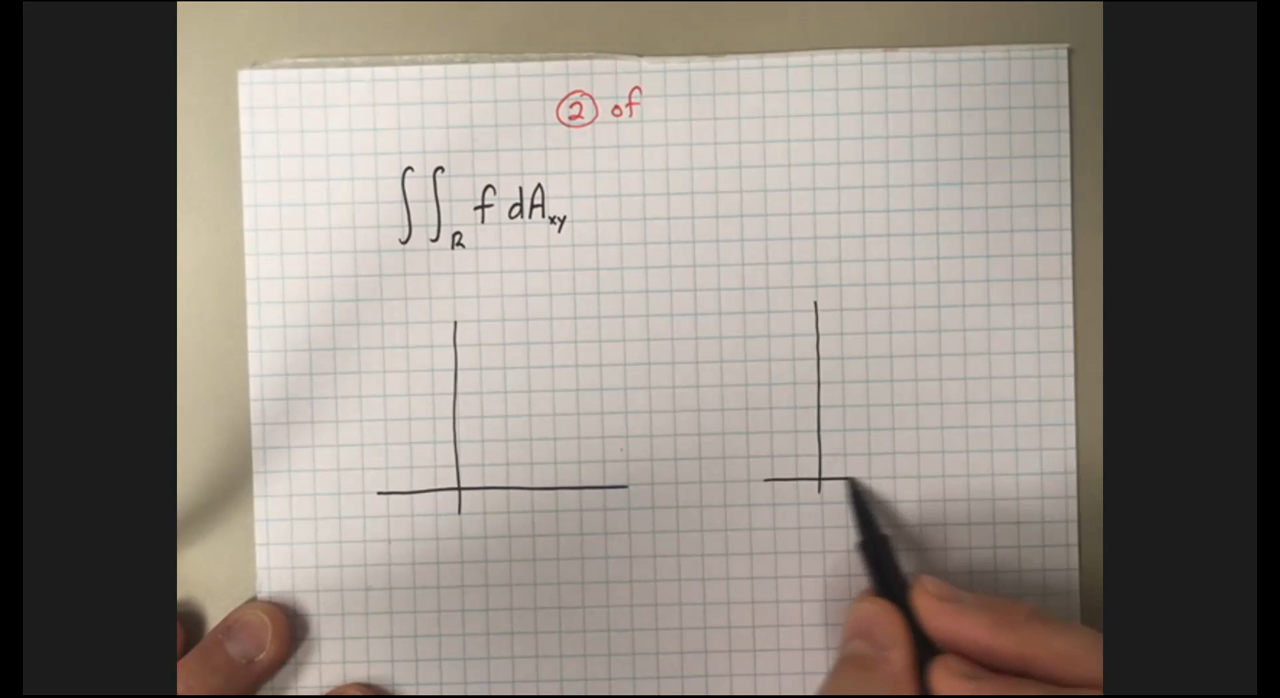 ② of
∫∫_R f dA_xy